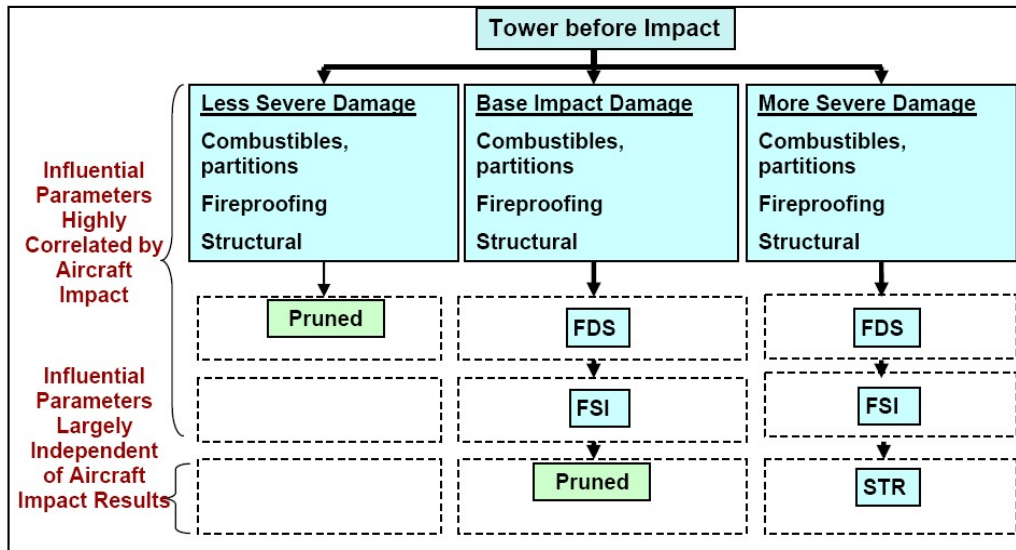 Tower before Impact
Less Severe Damage
Combustibles,
partitions
Fireproofing
Structural
Base Impact Damage
Combustibles,
partitions
Fireproofing
Structural
More Severe Damage
Combustibles,
partitions
Fireproofing
Structural
Influential
Parameters
Highly
Correlated by
Aircraft
Impact
Pruned
FDS
FDS
Influential
Parameters
Largely
Independent
of Aircraft
Impact Results
FSI
FSI
Pruned
STR